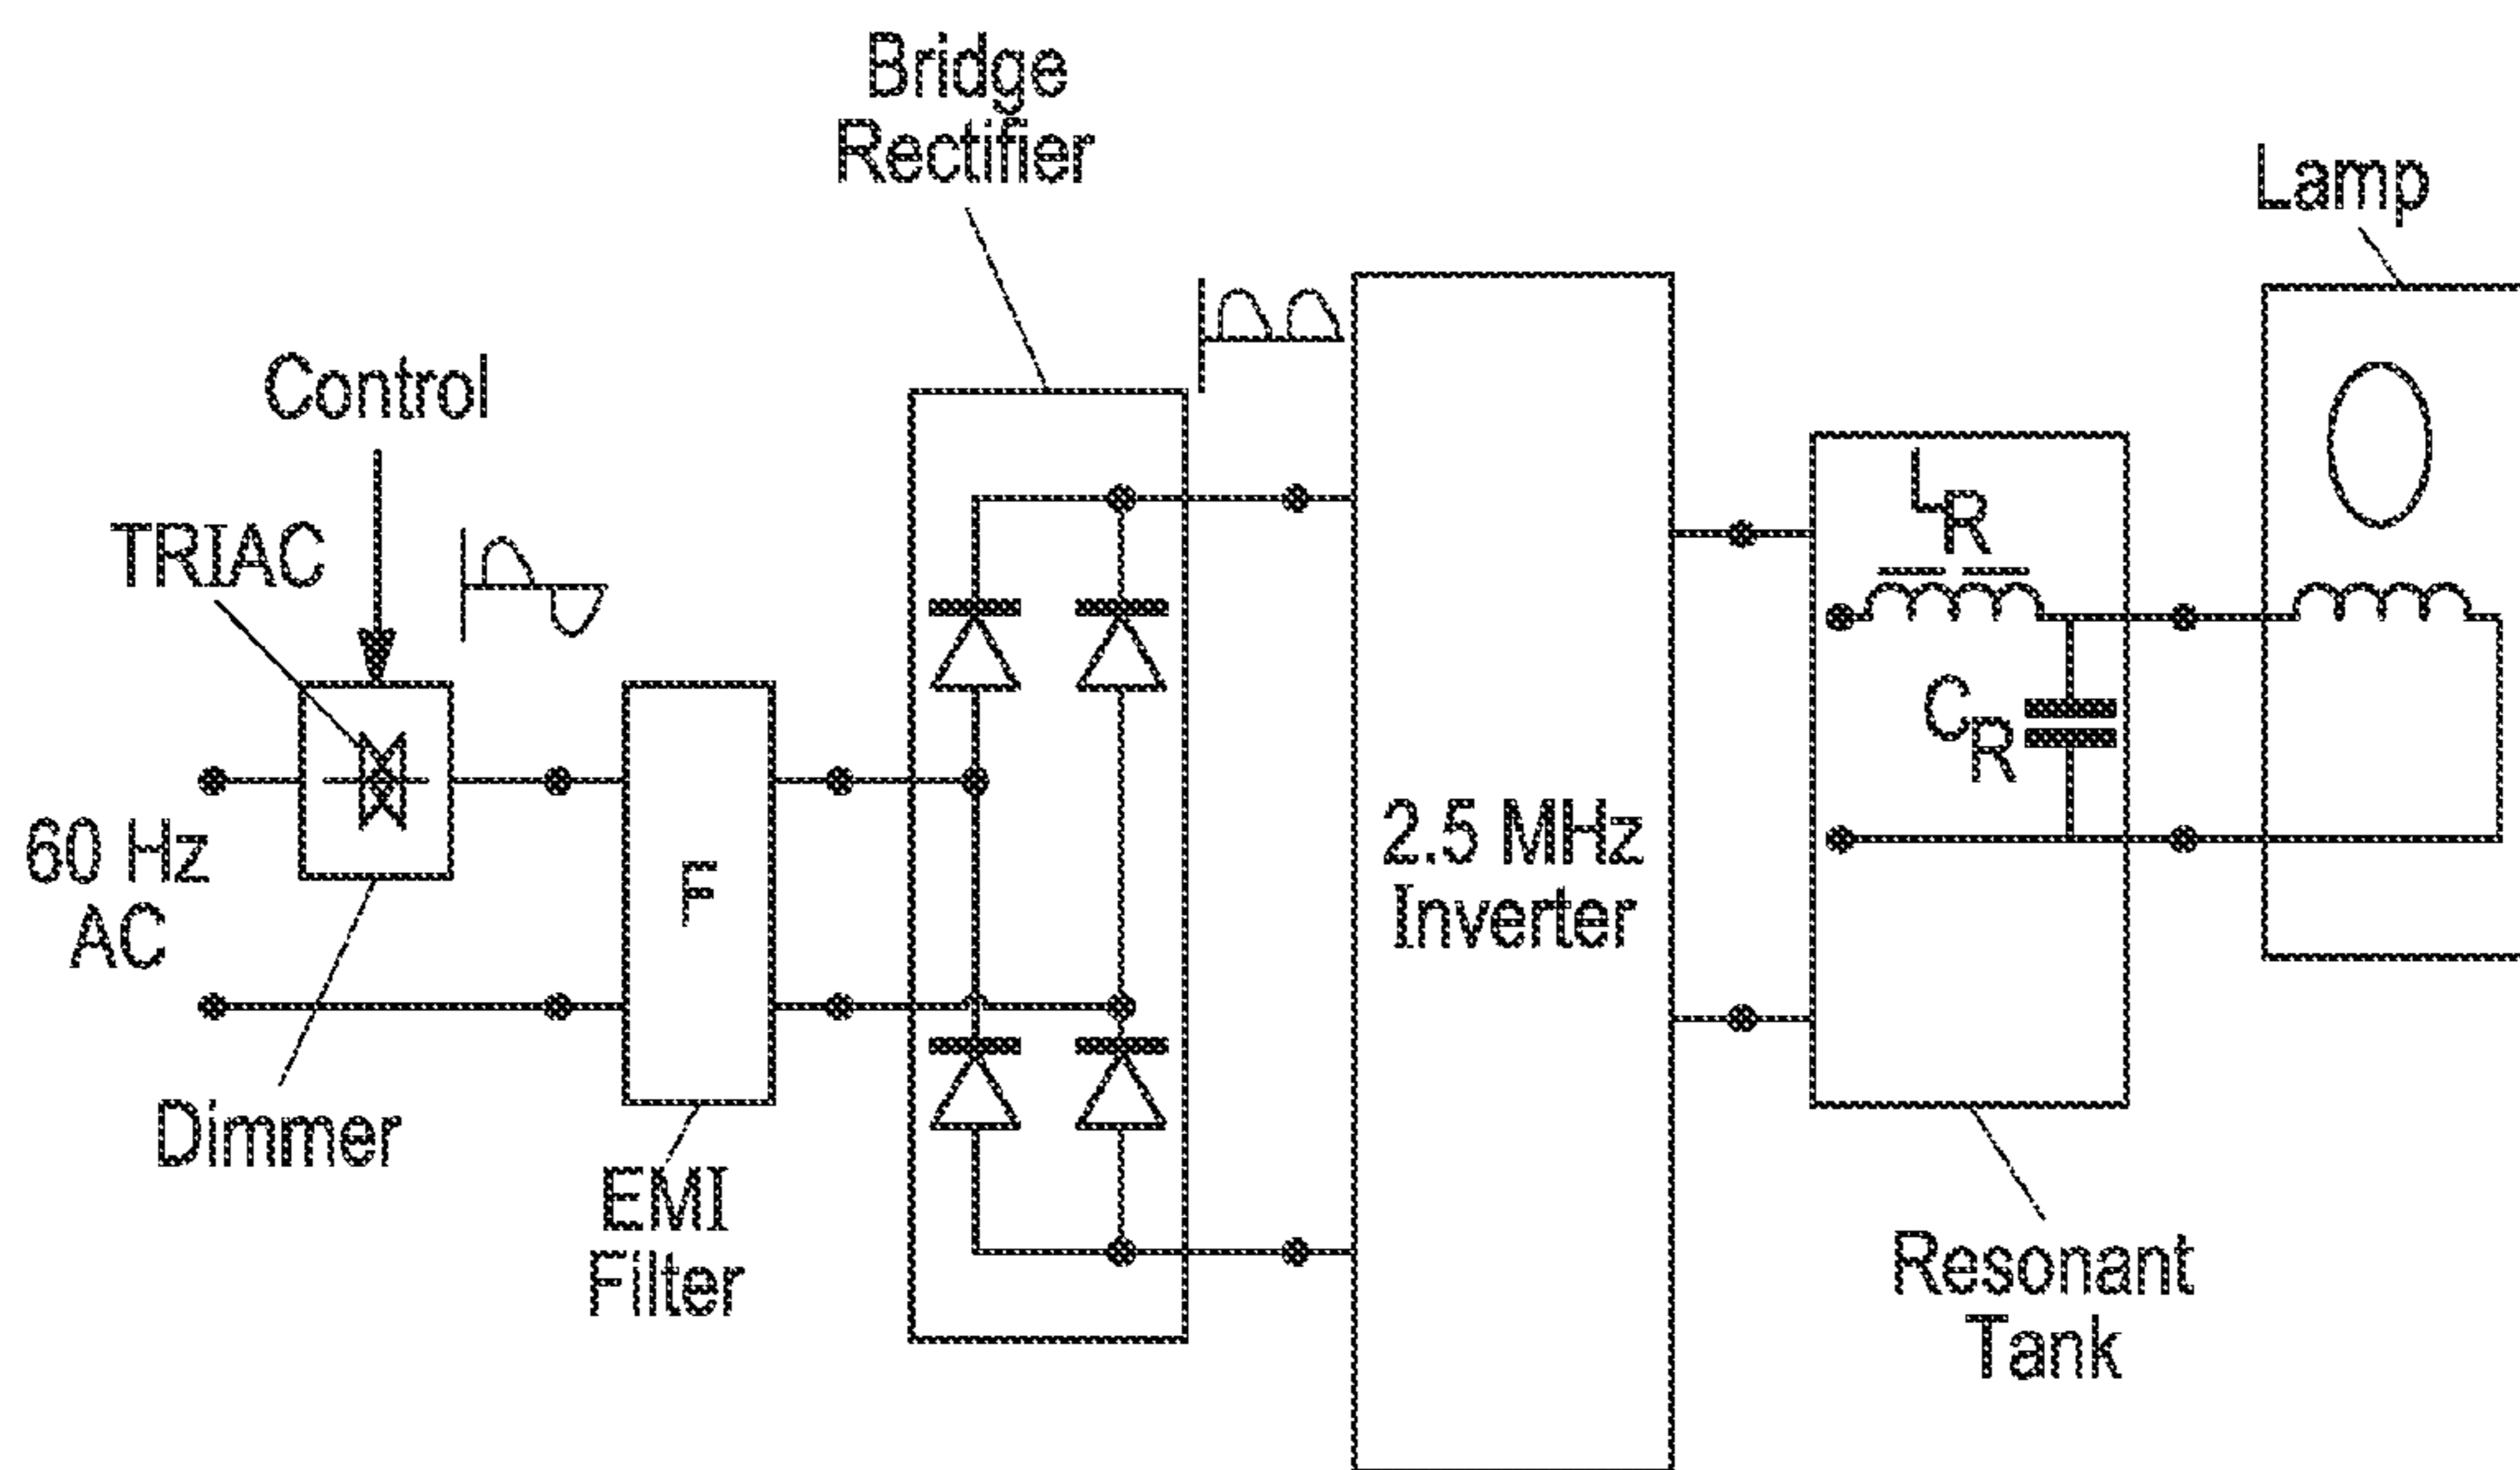 Bridge
Rectifier
Lamp
Control
TRIAC
LR
CR
60 Hz
AC
F
2.5 MHz
Inverter
Dimmer
EMI
Filter
Resonant
Tank